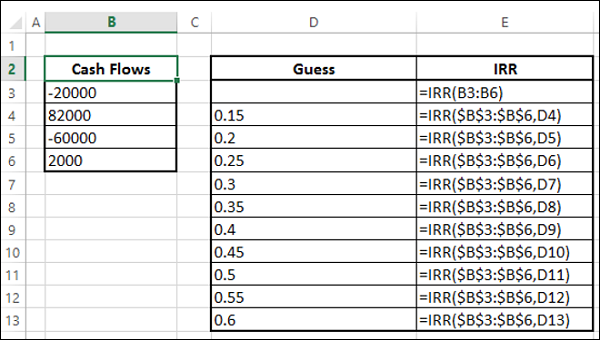 A B C D E
1
2 Cash Flows Guess IRR
3 -20000 =IRR(B3:B6)
4 82000 0.15 =IRR($B$3:$B$6,D4)
5 -60000 0.2 =IRR($B$3:$B$6,D5)
6 2000 0.25 =IRR($B$3:$B$6,D6)
7 0.3 =IRR($B$3:$B$6,D7)
8 0.35 =IRR($B$3:$B$6,D8)
9 0.4 =IRR($B$3:$B$6,D9)
10 0.45 =IRR($B$3:$B$6,D10)
11 0.5 =IRR($B$3:$B$6,D11)
12 0.55 =IRR($B$3:$B$6,D12)
13 0.6 =IRR($B$3:$B$6,D13)